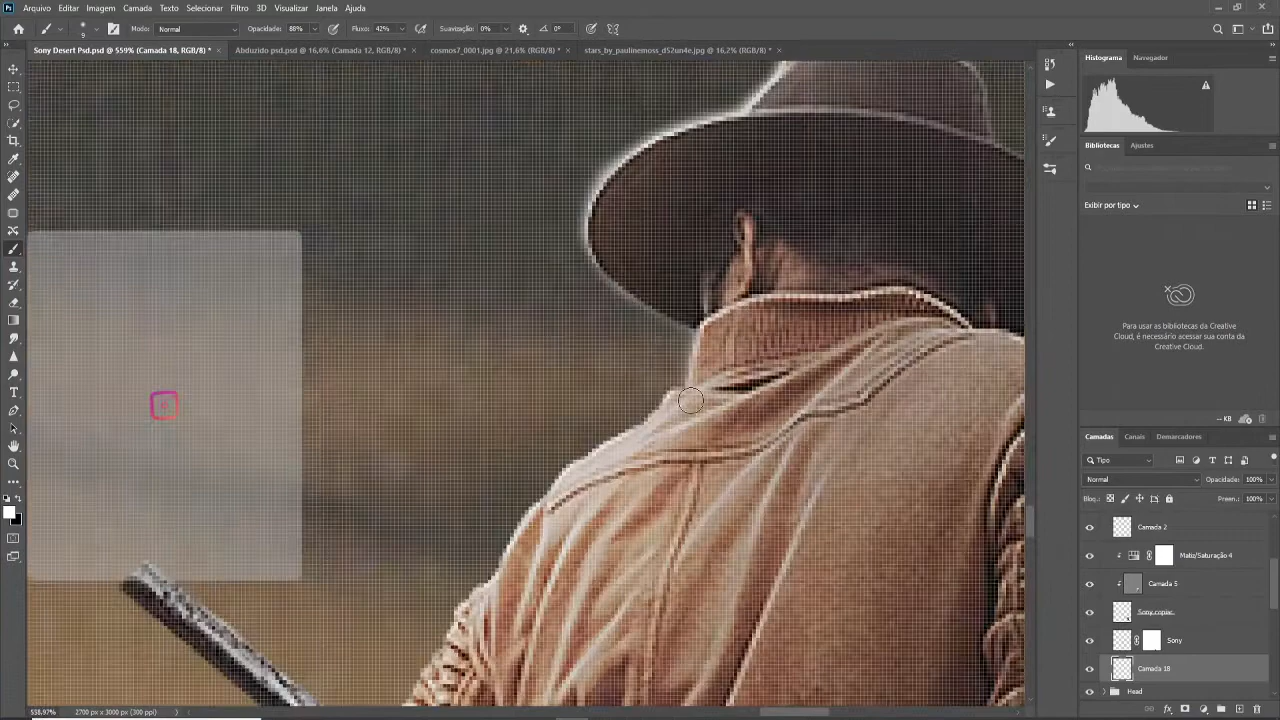 Arquivo Editar Imagem Camada Texto Selecionar Filtro 3D Visualizar Janela Ajuda
9 Modo: Normal Opacidade: 88% Fluxo: 42% Suavização: 0% 0°
Sony Desert Psd.psd @ 559% (Camada 18, RGB/8) * Abduzido psd.psd @ 16,6% (Camada 12, RGB/8) * cosmos7_0001.jpg @ 21,6% (RGB/8) * stars_by_paulinemoss_d52un4e.jpg @ 16,2% (RGB/8) *
Histograma Navegador
Bibliotecas Ajustes
Exibir por tipo
Para usar as bibliotecas da Creative
Cloud, é necessário acessar sua conta da
Creative Cloud.
-- KB
Camadas Canais Demarcadores
Tipo
Normal Opacidade: 100%
Bloq.: Preen.: 100%
Camada 2
Matiz/Saturação 4
Camada 5
Sony copiar
Sony
Camada 18
Head
558,97% 2700 px x 3000 px (300 ppi)